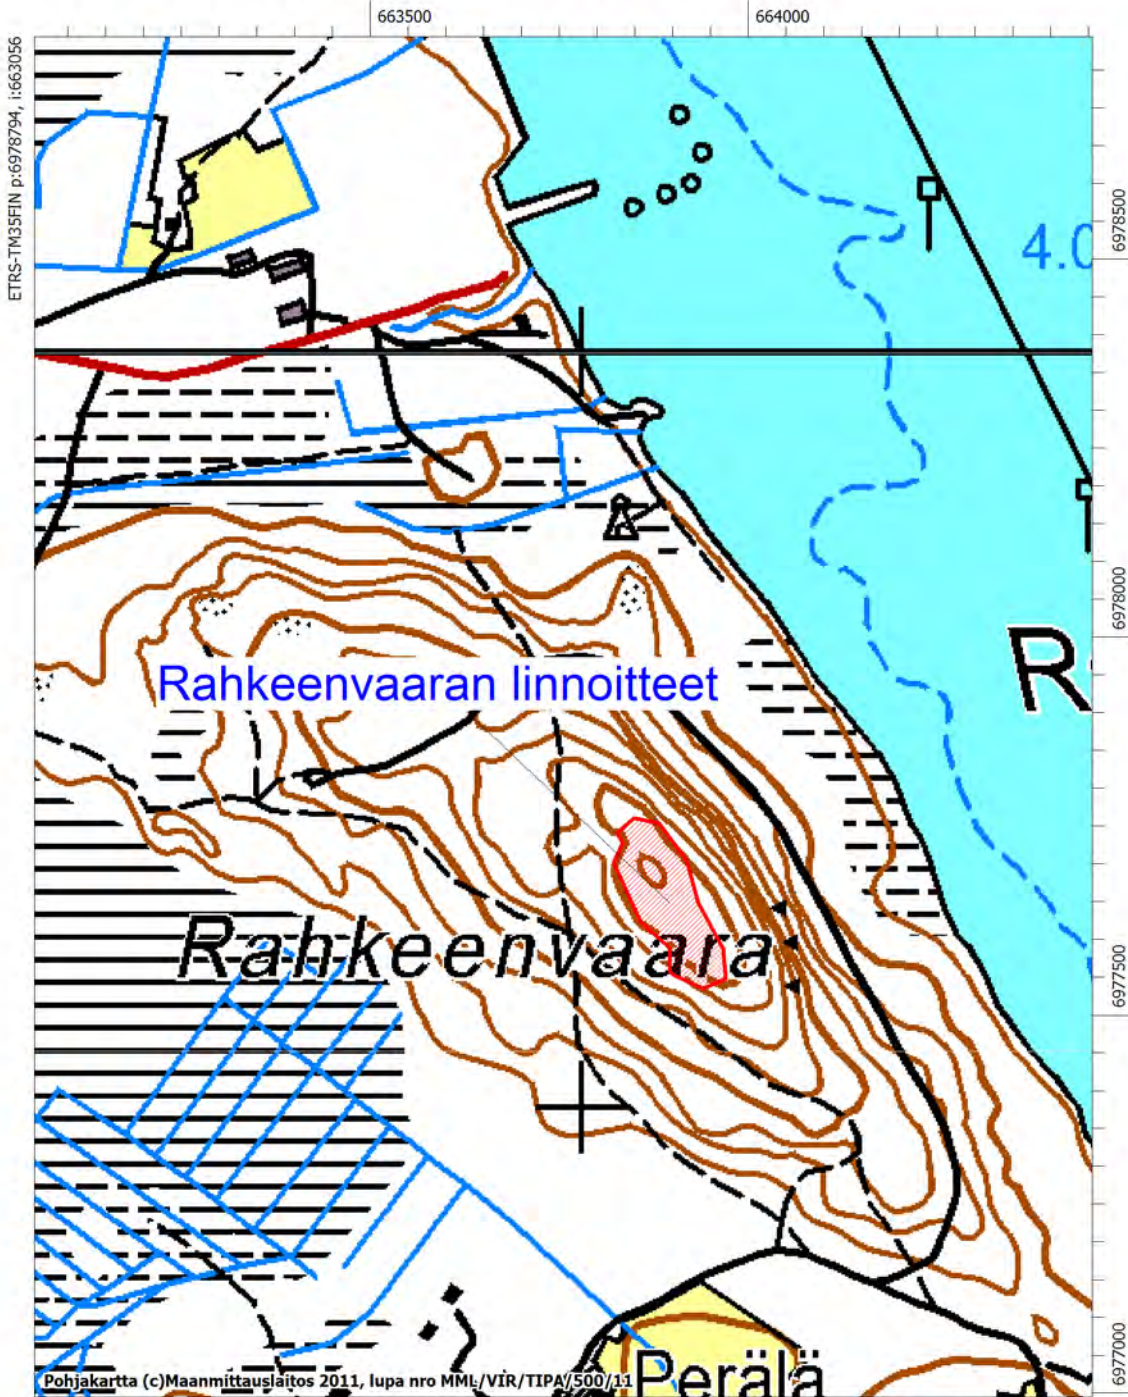 663500
664000
ETRS-TM35FIN p:6978794, i:663056
6978500
4.0
6978000
R
Rahkeenvaaran linnoitteet
6977500
Rahkeenvaara
6977000
Perälä
Pohjakartta (c)Maanmittauslaitos 2011, lupa nro MML/VIR/TIPA/500/11